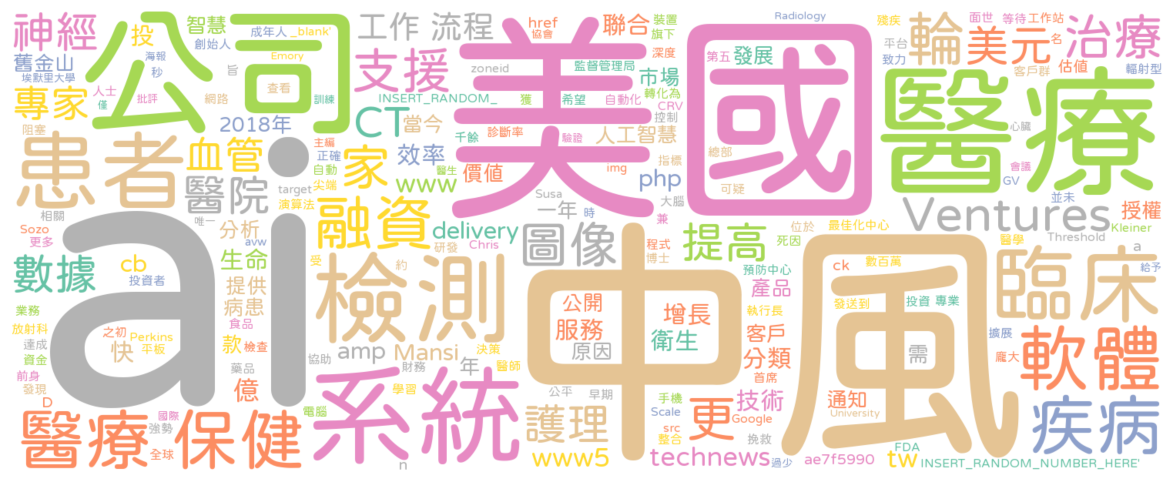 神經 公司 智慧 投 成年人 _blank' 工作 流程 href 協會 聯合 裝置 旗下 Radiology 輪 面世 等待 工作站 殘疾 美元 名 治療
舊金山 創始人 海報 Emory 支援 zoneid 美國 監督管理局 深度 市場 第五 發展 平台 致力 客戶群 估值 輻射型
埃默里大學 秒 旨 查看 專家 人士 僅 批評 網路 訓練 INSERT_RANDOM_ 獲 希望 自動化 轉化為 CRV 控制 醫療
阻塞 2018年 CT 當今 千餘 診斷率 驗證 人工智慧 指標 總部 心臟
患者 ai 血管 主編 正確 自動 家 效率 價值 img 醫生 php 可疑 會議 GV
醫院 尖端 target 演算法 www Susa 一年 時 兼 大腦 並未 Ventures 授權 Kleiner
相關 唯一 Sozo 更多 分析 融資 delivery 研發 Chris 圖像 程式 博士 提高 位於 死因 最佳化中心 醫學 Threshold a
數據 cb avw 生命 受 約 檢測 中風 預防中心 ck 數百萬 給予 臨床
投資者 提供 病患 公開 增長 產品 發送到 投資 專業
業務 放射科 之初 Perkins 食品 服務 衛生 執行長 擴展
達成 快 平板 款 檢查 協助 amp Mansi 決策 原因 客戶 需 龐大 軟體
資金 前身 藥品 億 財務 年 醫師 分類 首席
發現 D 學習 系統 公平 早期 手機 技術 通知 疾病
醫療 保健 國際 強勢 全球 電腦 護理 Scale src 整合 更 Google University
n www5 technews 挽救 過少 ae7f5990 FDA tw INSERT_RANDOM_NUMBER_HERE'